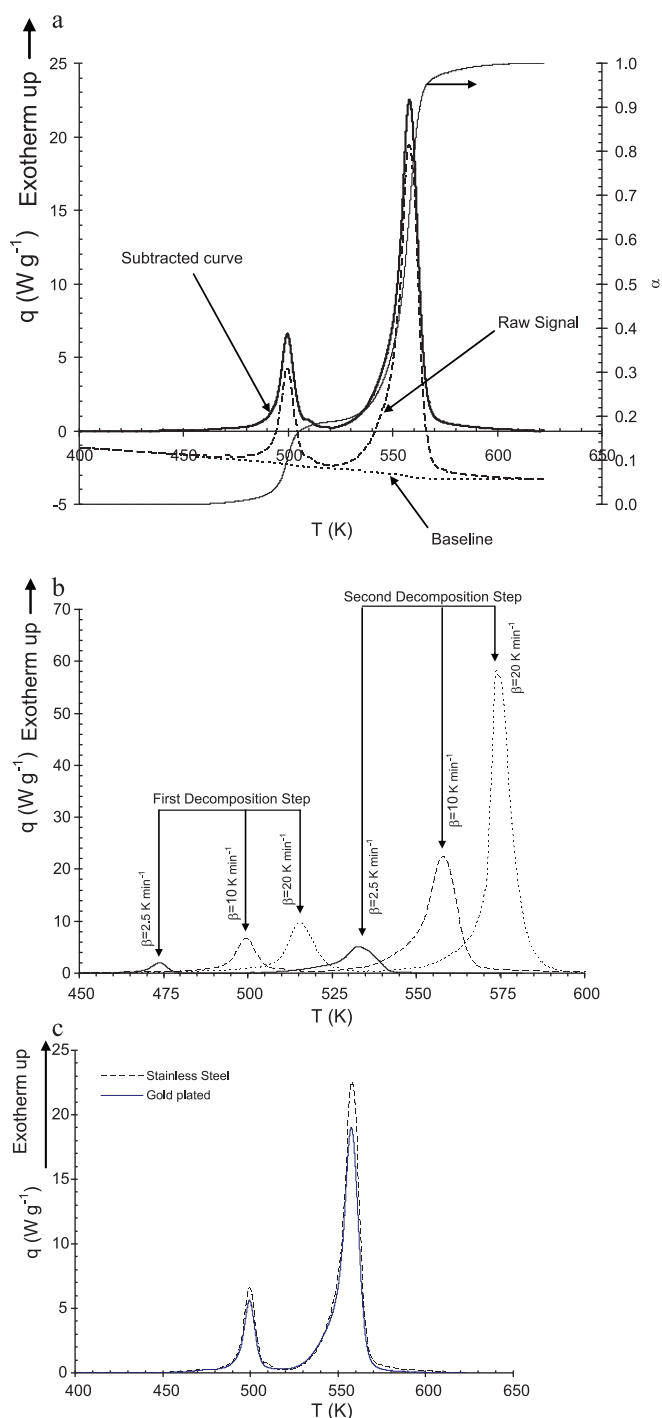 a
q (W g-1) Exotherm up
25
20
15
10
5
0
-5
1.0
0.9
0.8
0.7
0.6
0.5
0.4
0.3
0.2
0.1
0.0
α
Subtracted curve
Raw Signal
Baseline
400 450 500 550 600 650
T (K)
b
q (W g-1) Exotherm up
70
60
50
40
30
20
10
0
Second Decomposition Step
First Decomposition Step
β=2.5 K min-1
β=10 K min-1
β=20 K min-1
β=2.5 K min-1
β=10 K min-1
β=20 K min-1
450 475 500 525 550 575 600
T (K)
c
q (W g-1) Exotherm up
25
20
15
10
5
0
Stainless Steel
Gold plated
400 450 500 550 600 650
T (K)